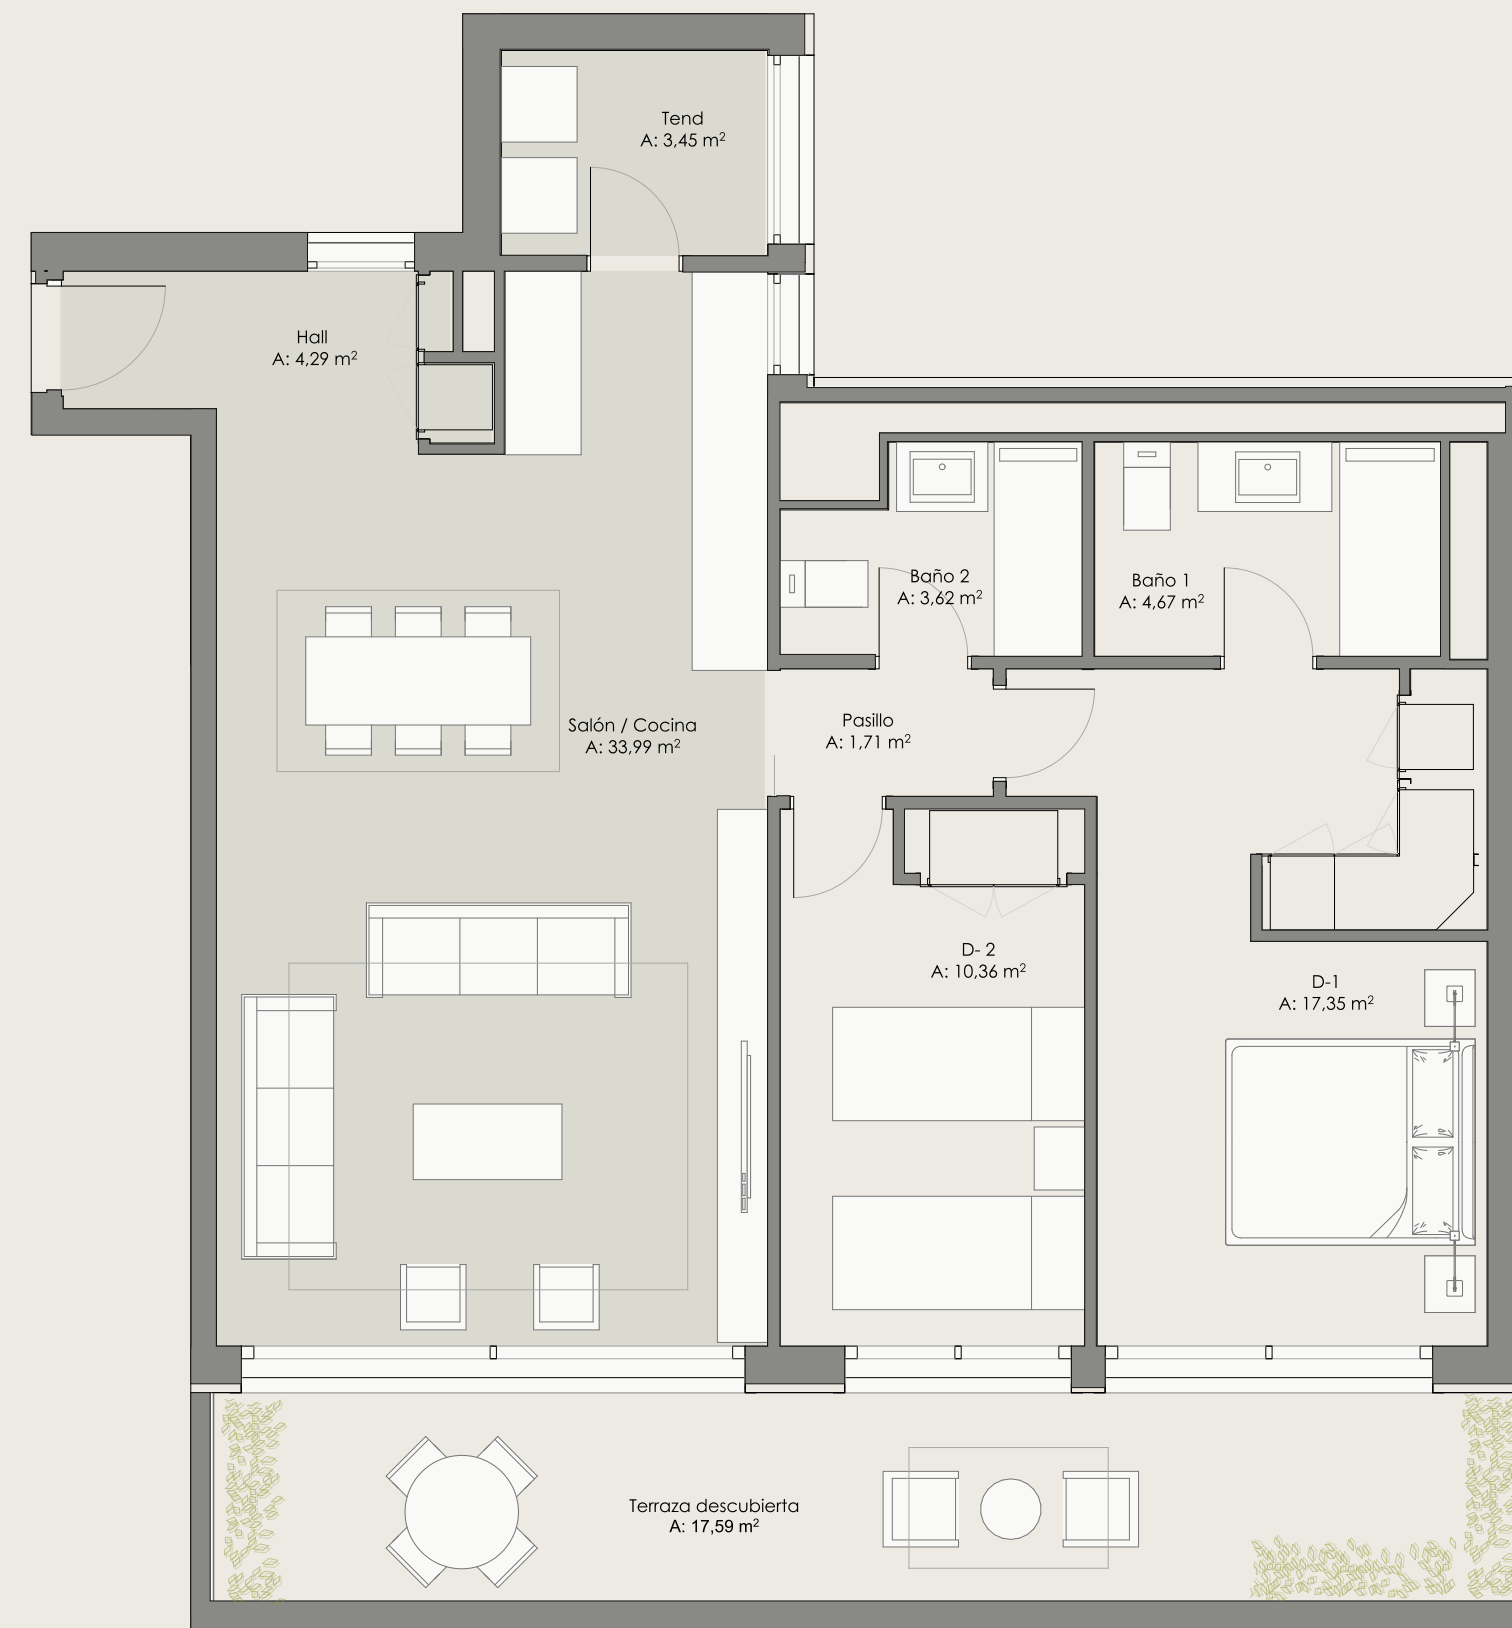 Tend
A: 3,45 m²
Hall
A: 4,29 m²
Baño 2
A: 3,62 m²
Baño 1
A: 4,67 m²
Salón / Cocina
A: 33,99 m²
Pasillo
A: 1,71 m²
D- 2
A: 10,36 m²
D-1
A: 17,35 m²
Terraza descubierta
A: 17,59 m²